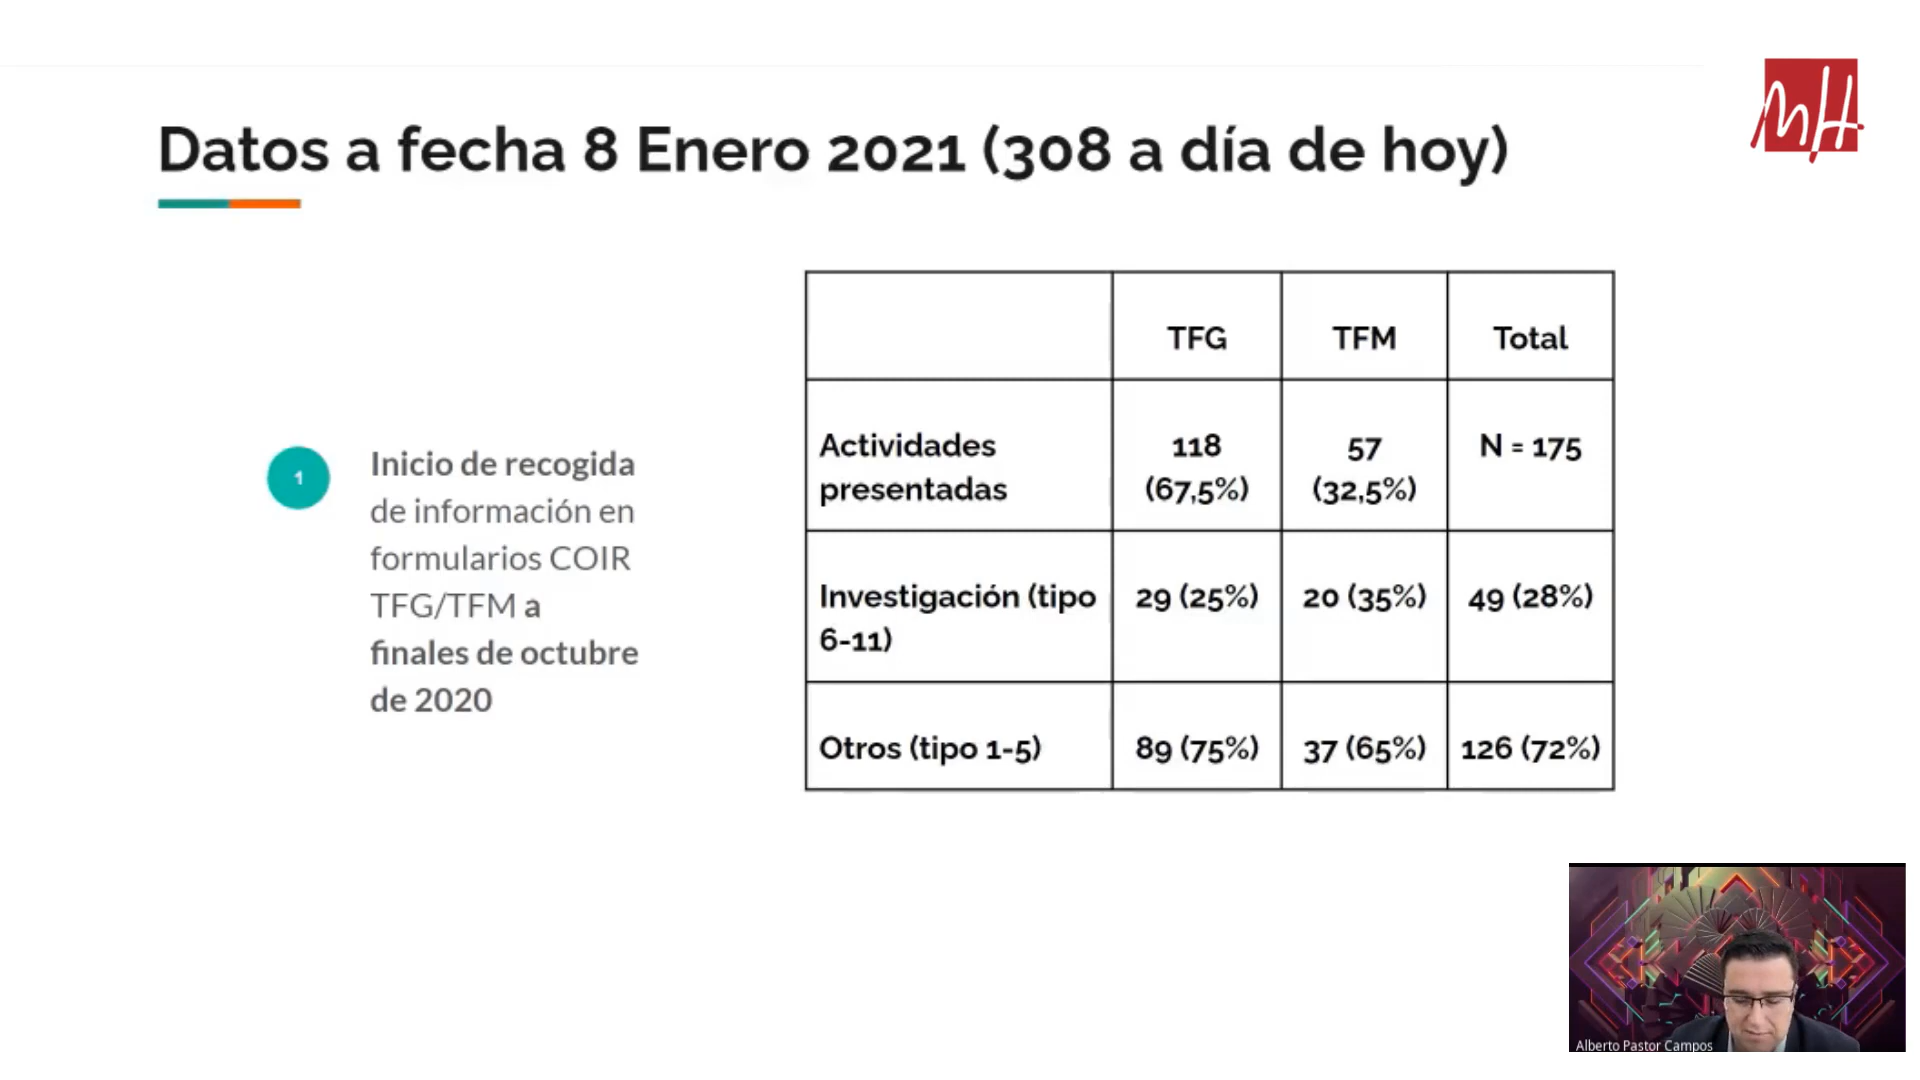 MH
Datos a fecha 8 Enero 2021 (308 a día de hoy)
1
Inicio de recogida
de información en
formularios COIR
TFG/TFM a
finales de octubre
de 2020
TFG TFM Total
Actividades presentadas 118 (67,5%) 57 (32,5%) N = 175
Investigación (tipo 6-11) 29 (25%) 20 (35%) 49 (28%)
Otros (tipo 1-5) 89 (75%) 37 (65%) 126 (72%)
Alberto Pastor Campos